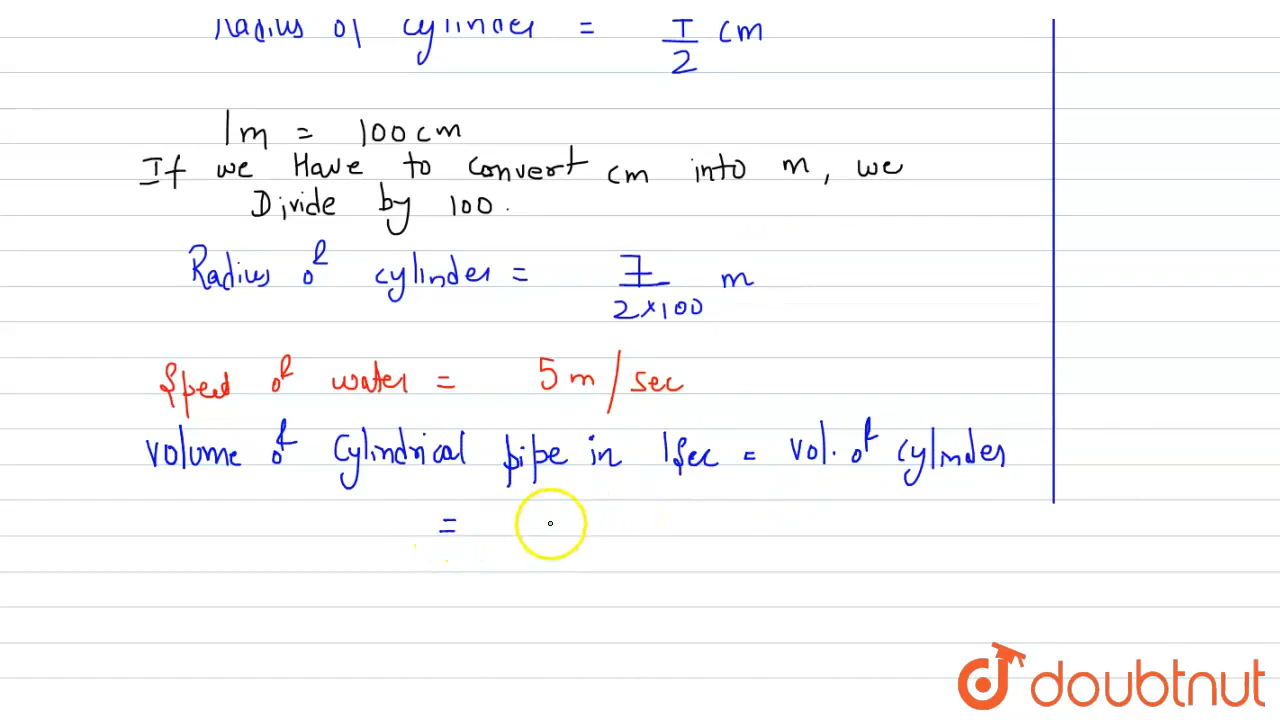 Radius of cylinder = 7/2 cm
1m = 100cm
If we Have to convert cm into m, we
Divide by 100.
Radius of cylinder = 7/2×100 m
Speed of water = 5m/sec
Volume of Cylindrical pipe in 1sec = vol. of cylinder
=
doubtnut